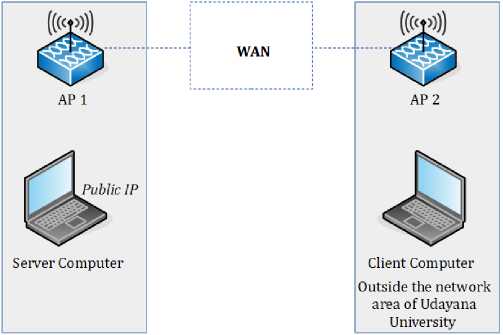 WAN
AP 1
AP 2
Public IP
Server Computer
Client Computer
Outside the network
area of Udayana
University